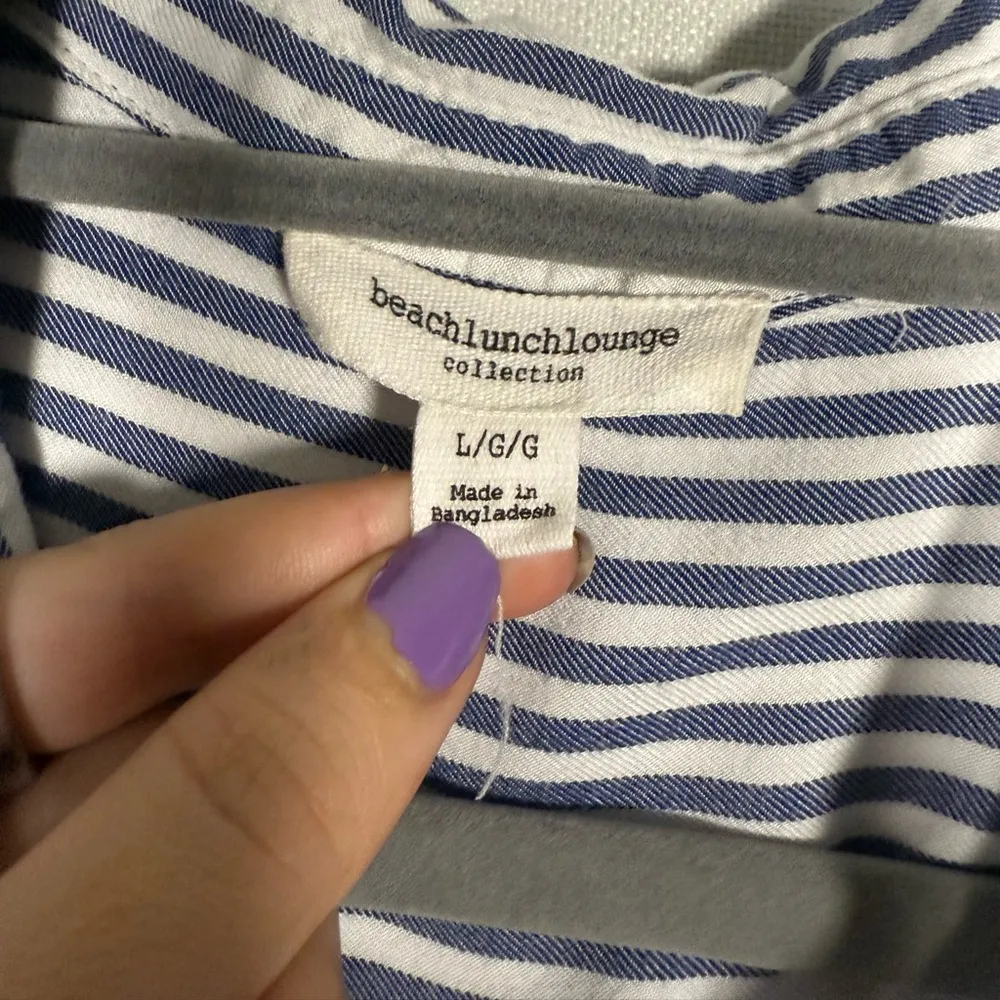 beachlunchlounge
collection
L/G/G
Made in
Bangladesh